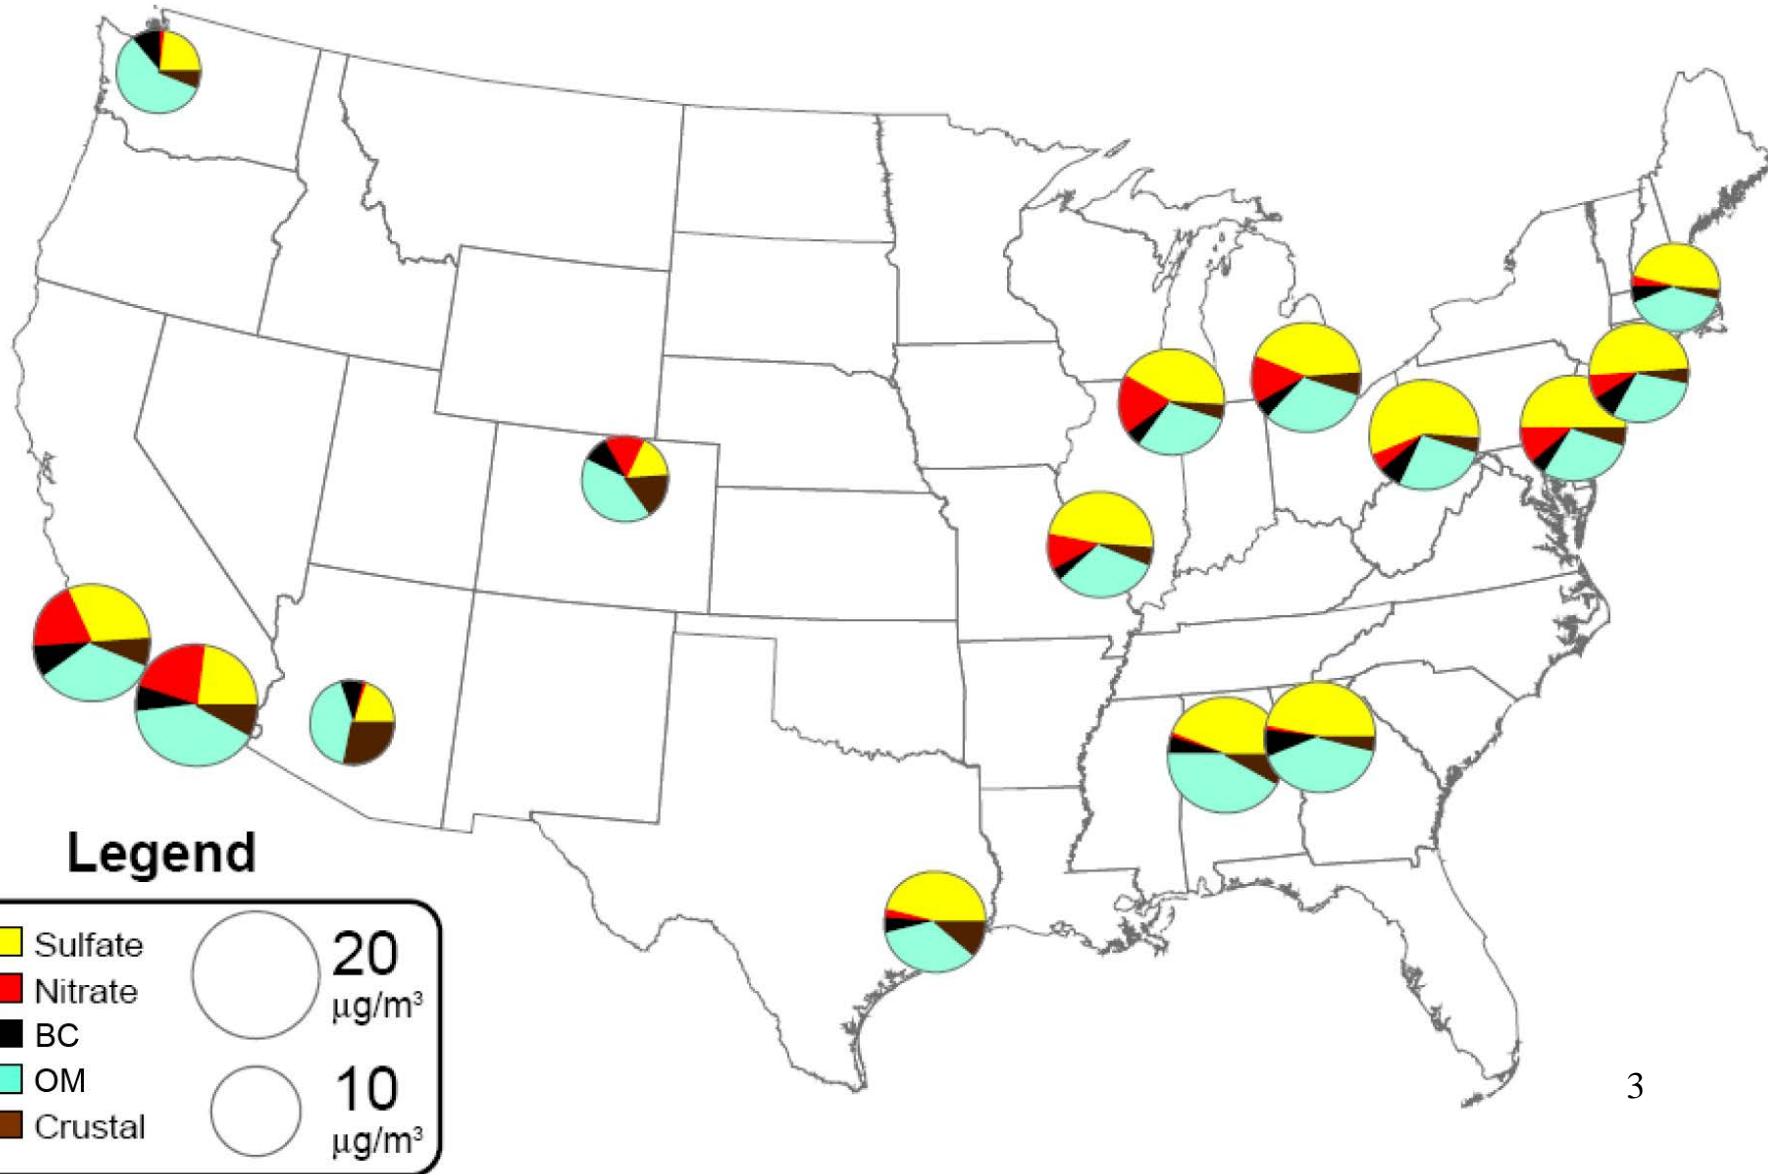 Legend
Sulfate
Nitrate
BC
OM
Crustal
20
µg/m³
10
µg/m³
3